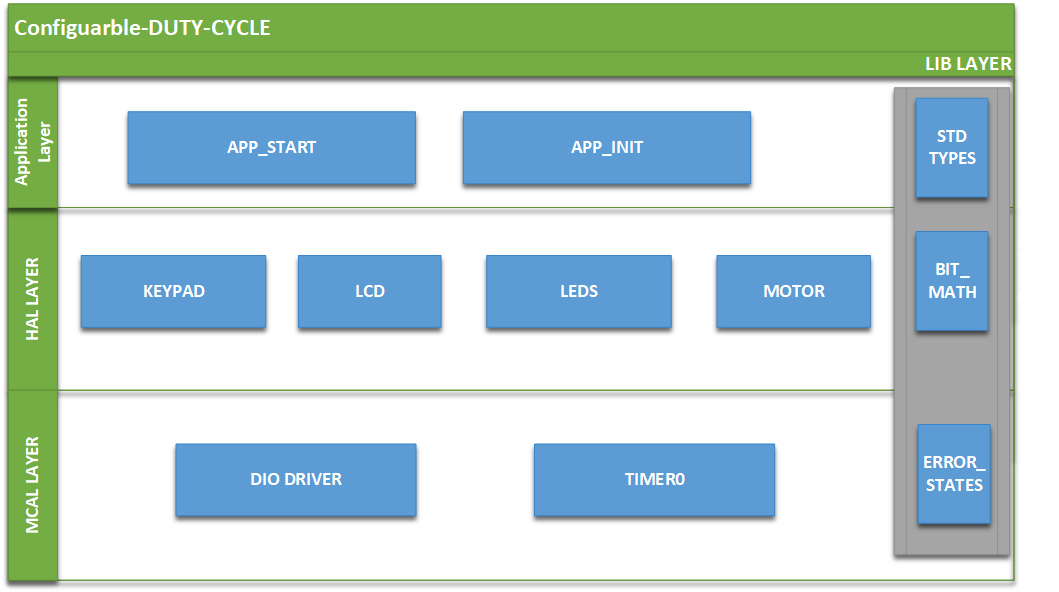 Configuarble-DUTY-CYCLE
LIB LAYER
Application
Layer
APP_START
APP_INIT
STD
TYPES
HAL LAYER
KEYPAD
LCD
LEDS
MOTOR
BIT_
MATH
MCAL LAYER
DIO DRIVER
TIMER0
ERROR_
STATES